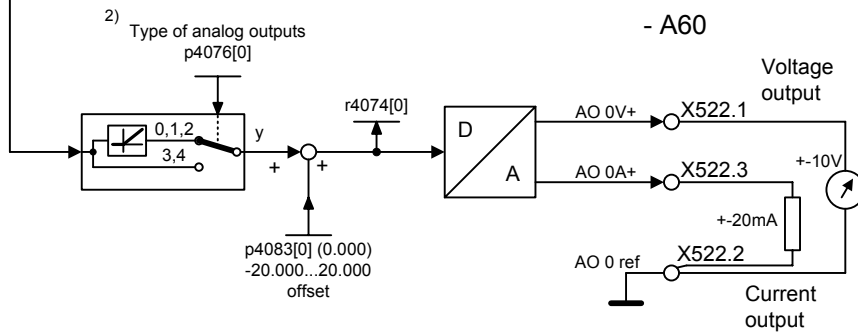 2)
Type of analog outputs
p4076[0]
- A60
Voltage
output
r4074[0]
0,1,2
3,4
y
+
+
D
A
AO 0V+
X522.1
+-10V
AO 0A+
X522.3
+-20mA
p4083[0] (0.000)
-20.000...20.000
offset
AO 0 ref
X522.2
Current
output